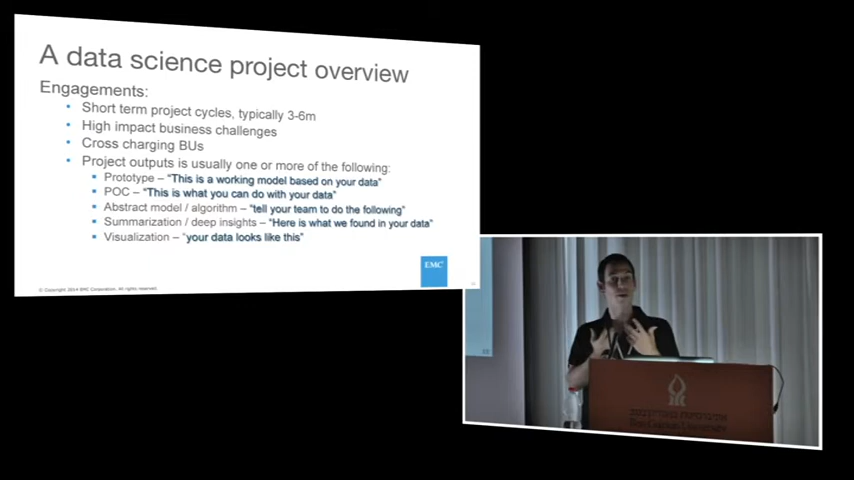 A data science project overview
Engagements:
• Short term project cycles, typically 3-6m
• High impact business challenges
• Cross charging BUs
• Project outputs is usually one or more of the following:
▪ Prototype – “This is a working model based on your data”
▪ POC – “This is what you can do with your data”
▪ Abstract model / algorithm – “tell your team to do the following”
▪ Summarization / deep insights – “Here is what we found in your data”
▪ Visualization – “your data looks like this”
EMC
© Copyright 2014 EMC Corporation. All rights reserved.
Ben-Gurion University